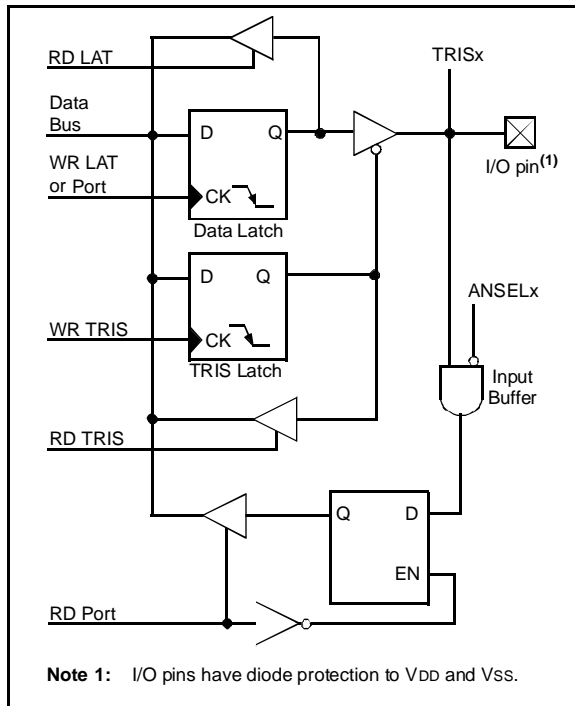 RD LAT
TRISx
Data
Bus
D
Q
I/O pin(1)
WR LAT
or Port
CK
Data Latch
D
Q
ANSELx
WR TRIS
CK
TRIS Latch
Input
Buffer
RD TRIS
Q
D
EN
RD Port
Note 1: I/O pins have diode protection to VDD and VSS.